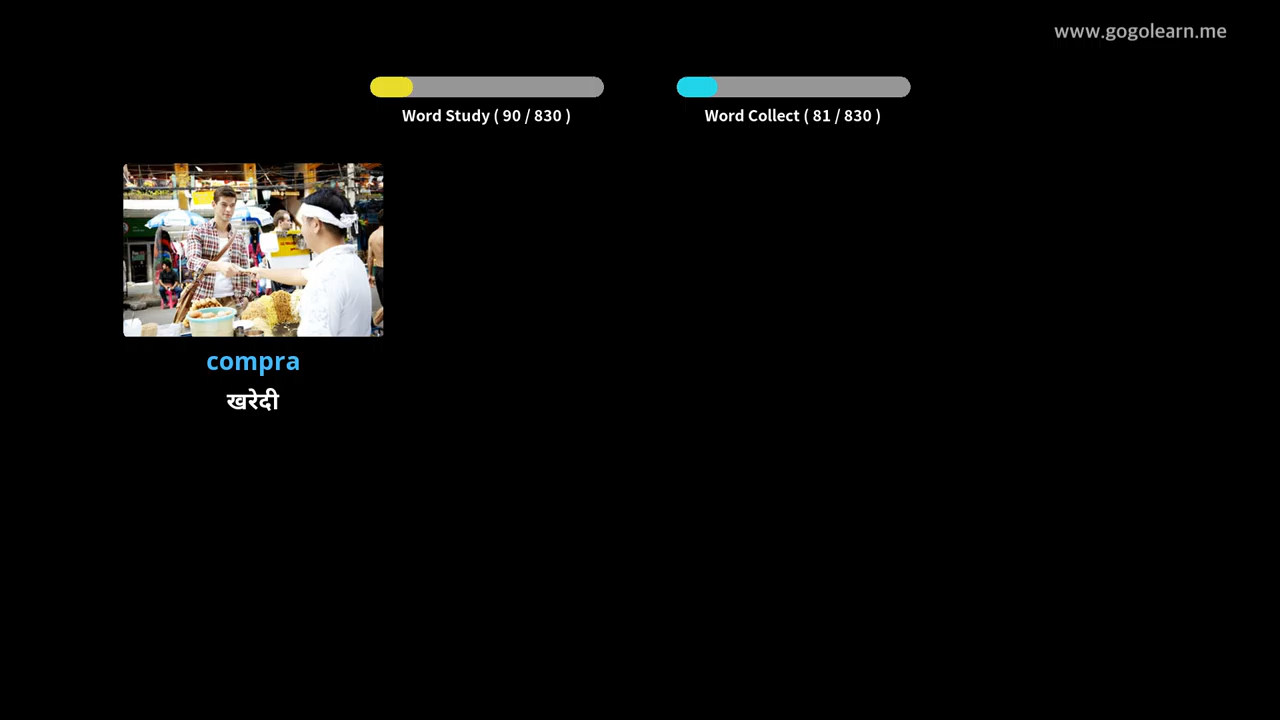 www.gogolearn.me
Word Study ( 90 / 830 )
Word Collect ( 81 / 830 )
compra
खरेदी